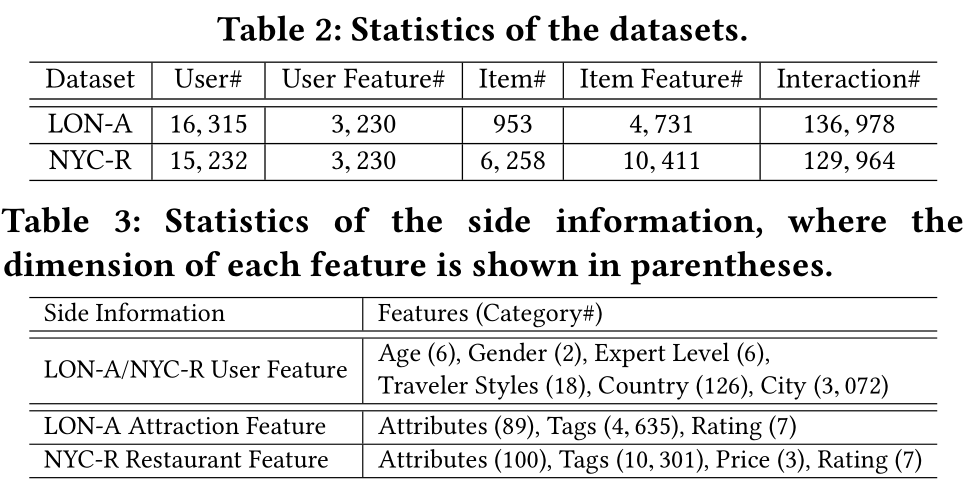 Table 2: Statistics of the datasets.
Dataset User# User Feature# Item# Item Feature# Interaction#
LON-A 16, 315 3, 230 953 4, 731 136, 978
NYC-R 15, 232 3, 230 6, 258 10, 411 129, 964
Table 3: Statistics of the side information, where the
dimension of each feature is shown in parentheses.
Side Information Features (Category#)
LON-A/NYC-R User Feature Age (6), Gender (2), Expert Level (6),
Traveler Styles (18), Country (126), City (3, 072)
LON-A Attraction Feature Attributes (89), Tags (4, 635), Rating (7)
NYC-R Restaurant Feature Attributes (100), Tags (10, 301), Price (3), Rating (7)